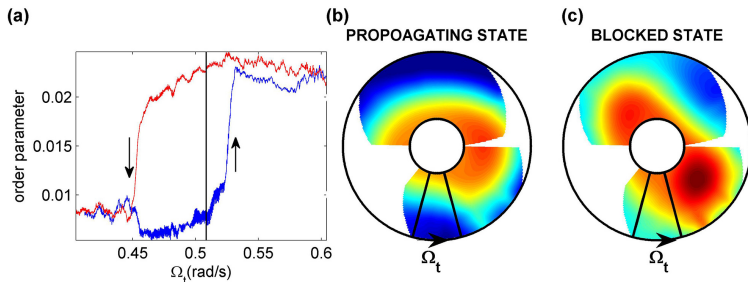 (a)
(b)
(c)
PROPOAGATING STATE
BLOCKED STATE
order parameter
0.02
0.015
0.01
0.45
0.5
0.55
0.6
Ωt(rad/s)
Ωt
Ωt